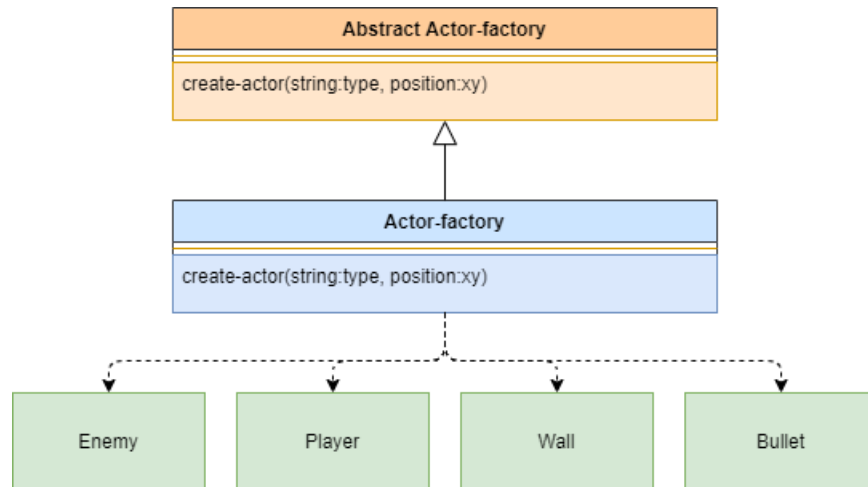 Abstract Actor-factory
create-actor(string:type, position:xy)
Actor-factory
create-actor(string:type, position:xy)
Enemy
Player
Wall
Bullet